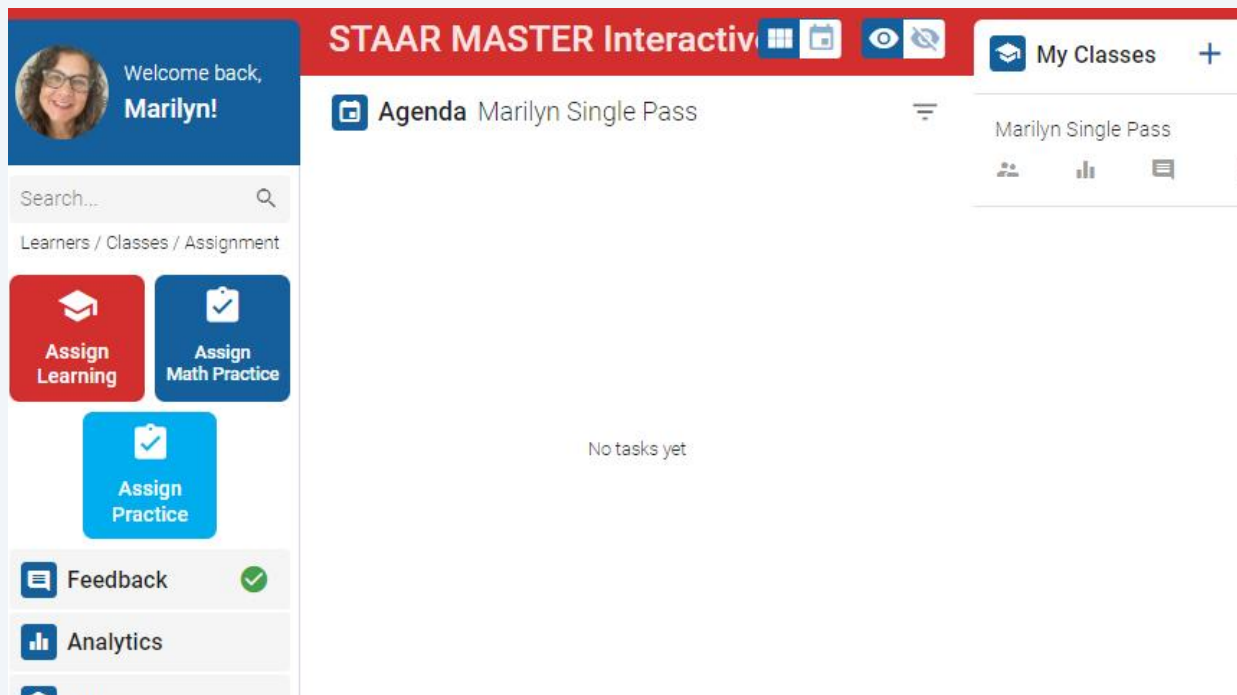 Welcome back,
Marilyn!
Search...
Learners / Classes / Assignment
Assign
Learning
Assign
Math Practice
Assign
Practice
Feedback
Analytics
STAAR MASTER Interactiv
Agenda Marilyn Single Pass
No tasks yet
My Classes +
Marilyn Single Pass